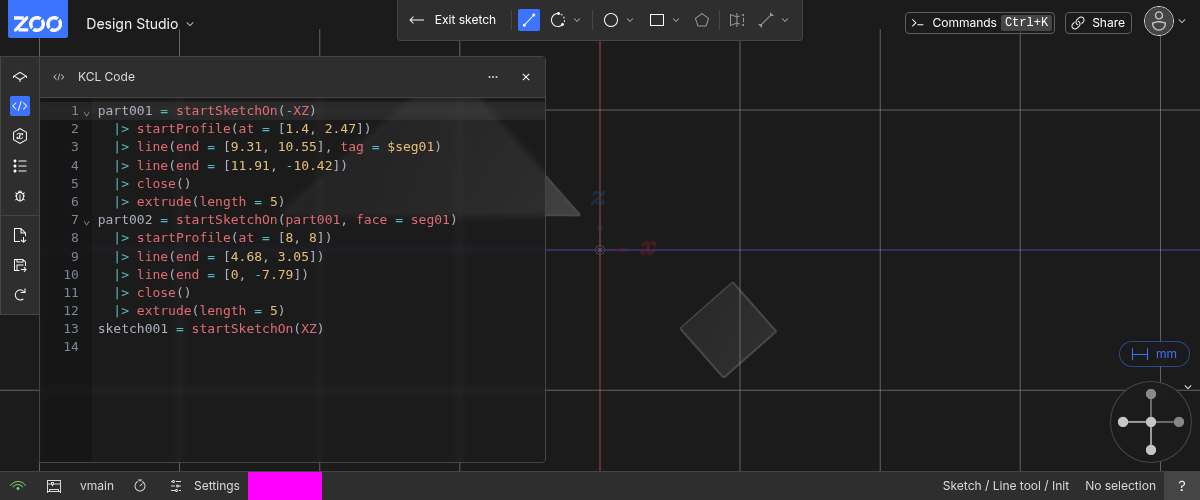 ZOO Design Studio Exit sketch Commands Ctrl+K Share
KCL Code
1 part001 = startSketchOn(-XZ)
2 |> startProfile(at = [1.4, 2.47])
3 |> line(end = [9.31, 10.55], tag = $seg01)
4 |> line(end = [11.91, -10.42])
5 |> close()
6 |> extrude(length = 5)
7 part002 = startSketchOn(part001, face = seg01)
8 |> startProfile(at = [8, 8])
9 |> line(end = [4.68, 3.05])
10 |> line(end = [0, -7.79])
11 |> close()
12 |> extrude(length = 5)
13 sketch001 = startSketchOn(XZ)
14
z
x
mm
vmain Settings Sketch / Line tool / Init No selection ?